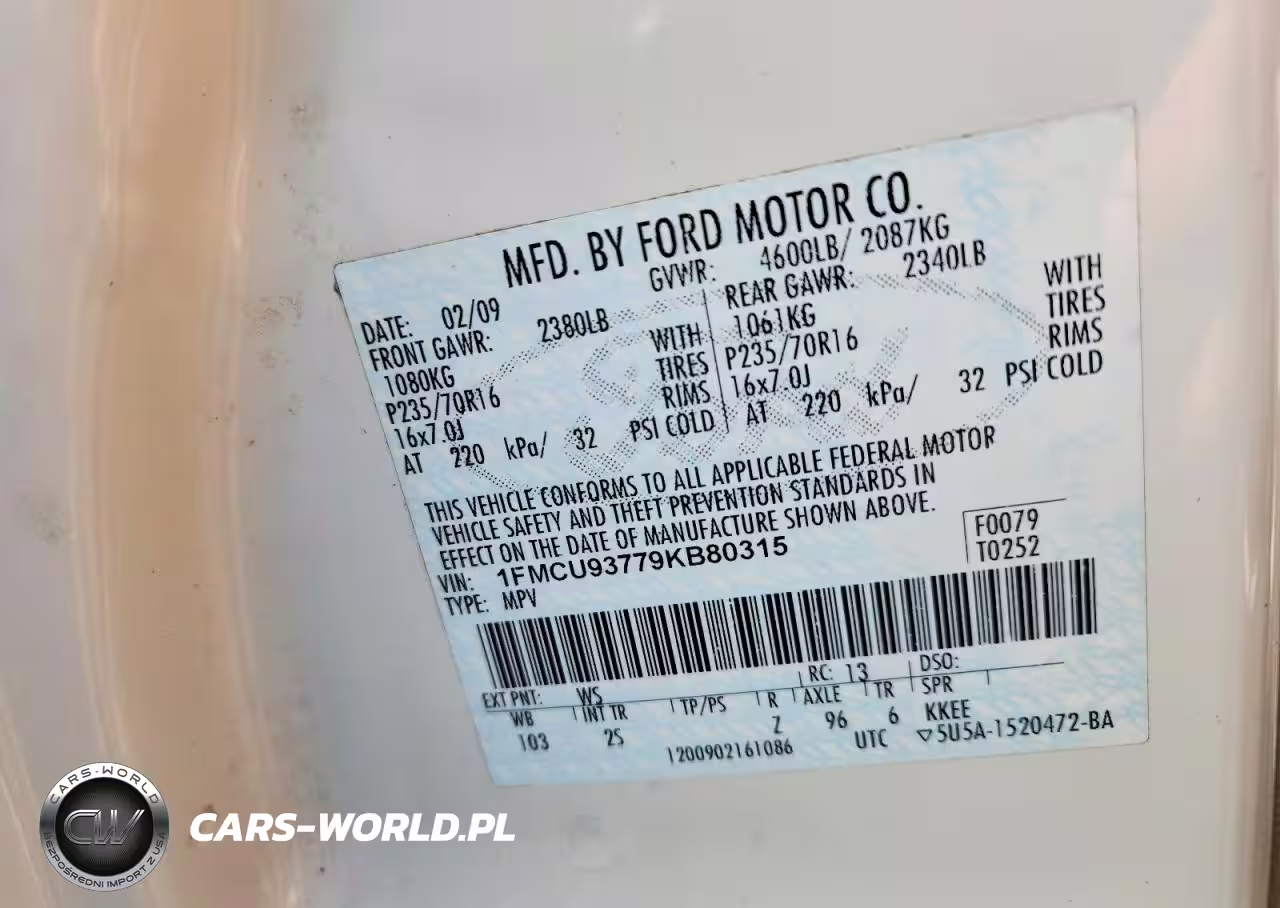 MFD. BY FORD MOTOR CO.
DATE: 02/09 GVWR: 4600LB/ 2087KG
FRONT GAWR: 2380LB REAR GAWR: 2340LB
1080KG WITH 1061KG WITH
P235/70R16 TIRES P235/70R16 TIRES
16x7.0J RIMS 16x7.0J RIMS
AT 220 kPa/ 32 PSI COLD AT 220 kPa/ 32 PSI COLD
THIS VEHICLE CONFORMS TO ALL APPLICABLE FEDERAL MOTOR
VEHICLE SAFETY AND THEFT PREVENTION STANDARDS IN
EFFECT ON THE DATE OF MANUFACTURE SHOWN ABOVE.
VIN: 1FMCU93779KB80315 F0079
TYPE: MPV T0252
EXT PNT: WS RC: 13 DSO:
WB INT TR TP/PS R AXLE TR SPR
103 2S Z 96 6 KKEE
1200902161086 UTC ▽5U5A-1520472-BA
CARS-WORLD
CW
BEZPOŚREDNI IMPORT Z USA
CARS-WORLD.PL